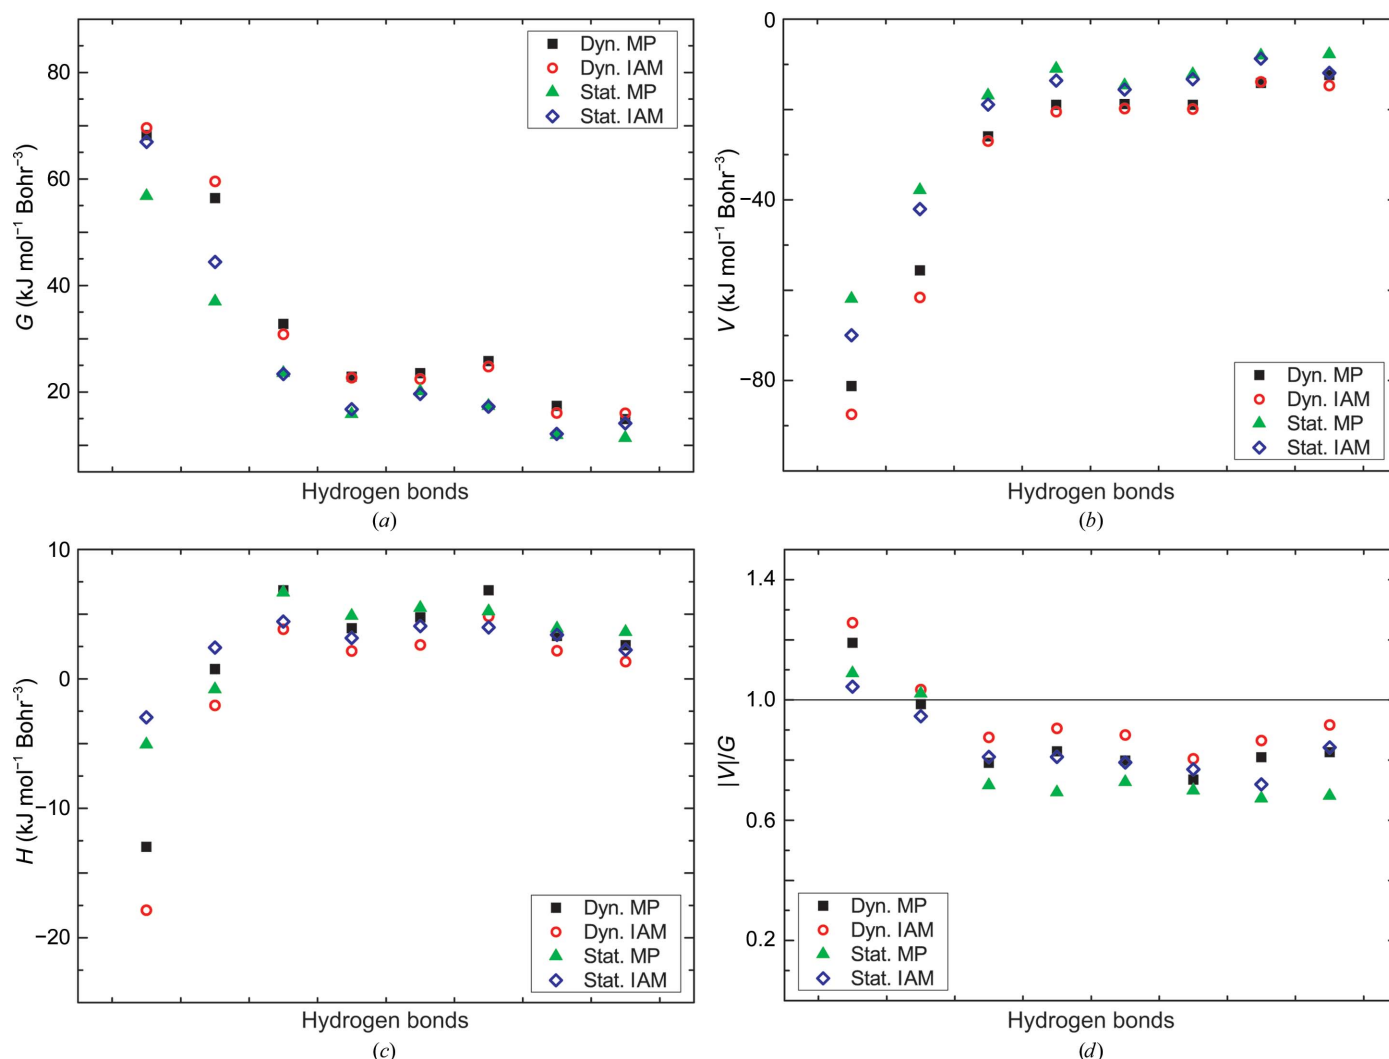 80
60
40
20
G (kJ mol⁻¹ Bohr⁻³)
Dyn. MP
Dyn. IAM
Stat. MP
Stat. IAM
Hydrogen bonds
(a)
0
−40
−80
V (kJ mol⁻¹ Bohr⁻³)
Dyn. MP
Dyn. IAM
Stat. MP
Stat. IAM
Hydrogen bonds
(b)
10
0
−10
−20
H (kJ mol⁻¹ Bohr⁻³)
Dyn. MP
Dyn. IAM
Stat. MP
Stat. IAM
Hydrogen bonds
(c)
1.4
1.0
0.6
0.2
|V|/G
Dyn. MP
Dyn. IAM
Stat. MP
Stat. IAM
Hydrogen bonds
(d)